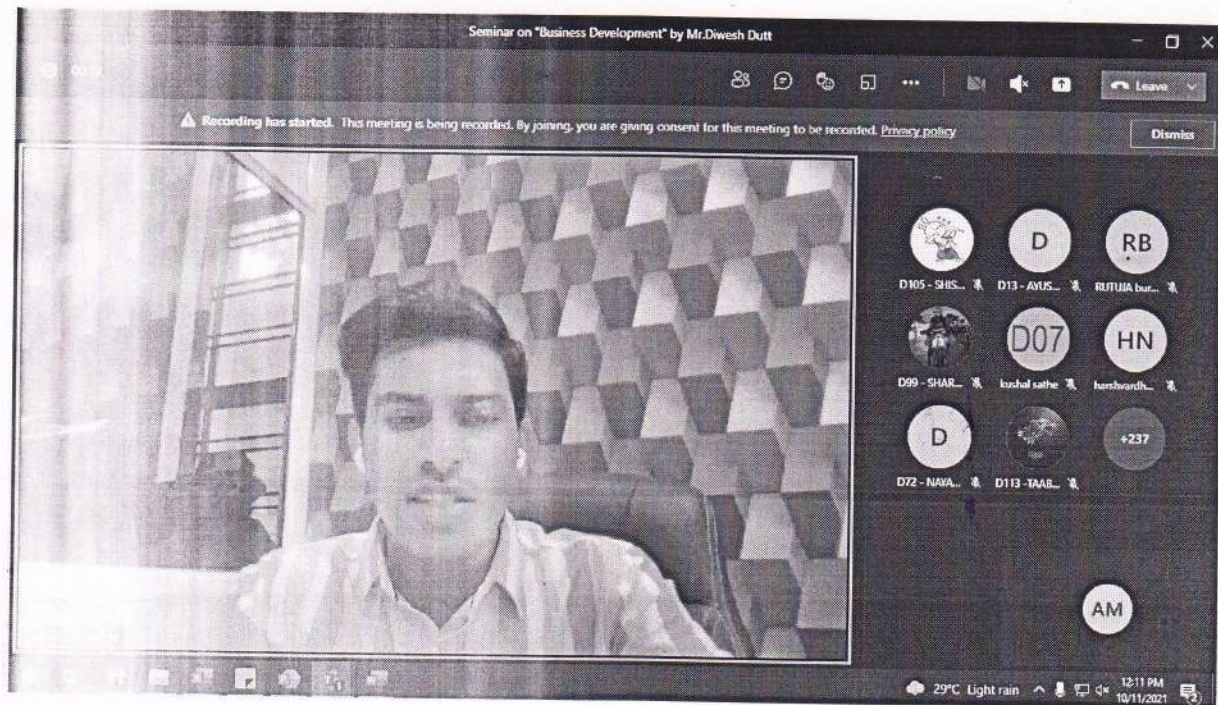 Seminar on "Business Development" by Mr.Diwesh Dutt
Leave
Recording has started. This meeting is being recorded. By joining, you are giving consent for this meeting to be recorded. Privacy policy
Dismiss
D
RB
D105 - SHIS...
D13 - AYUS...
RUTUJA bur...
D07
HN
D99 - SHAR...
kushal sathe
harshvardh...
D
+237
D72 - NAYA...
D113 -TAAB...
AM
29°C Light rain
12:11 PM
10/11/2021
2